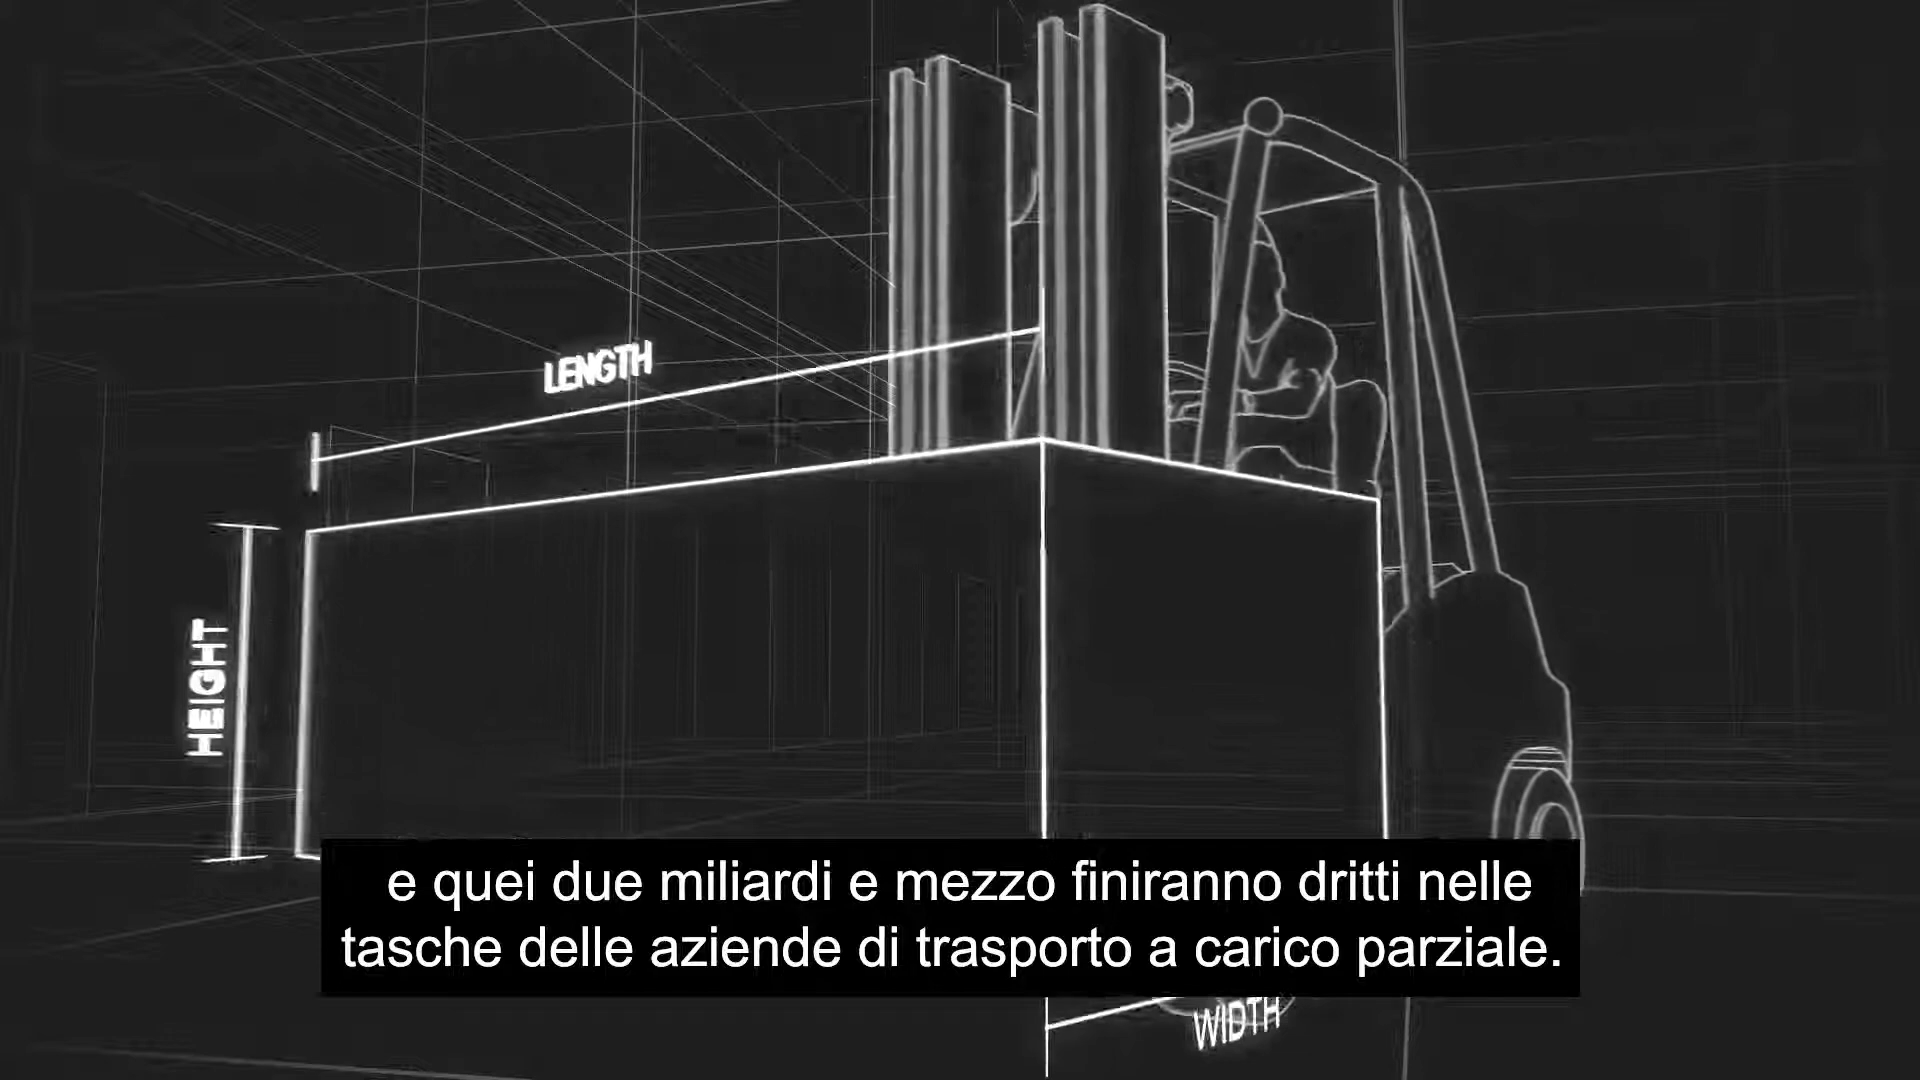 LENGTH
HEIGHT
e quei due miliardi e mezzo finiranno dritti nelle
tasche delle aziende di trasporto a carico parziale.
WIDTH